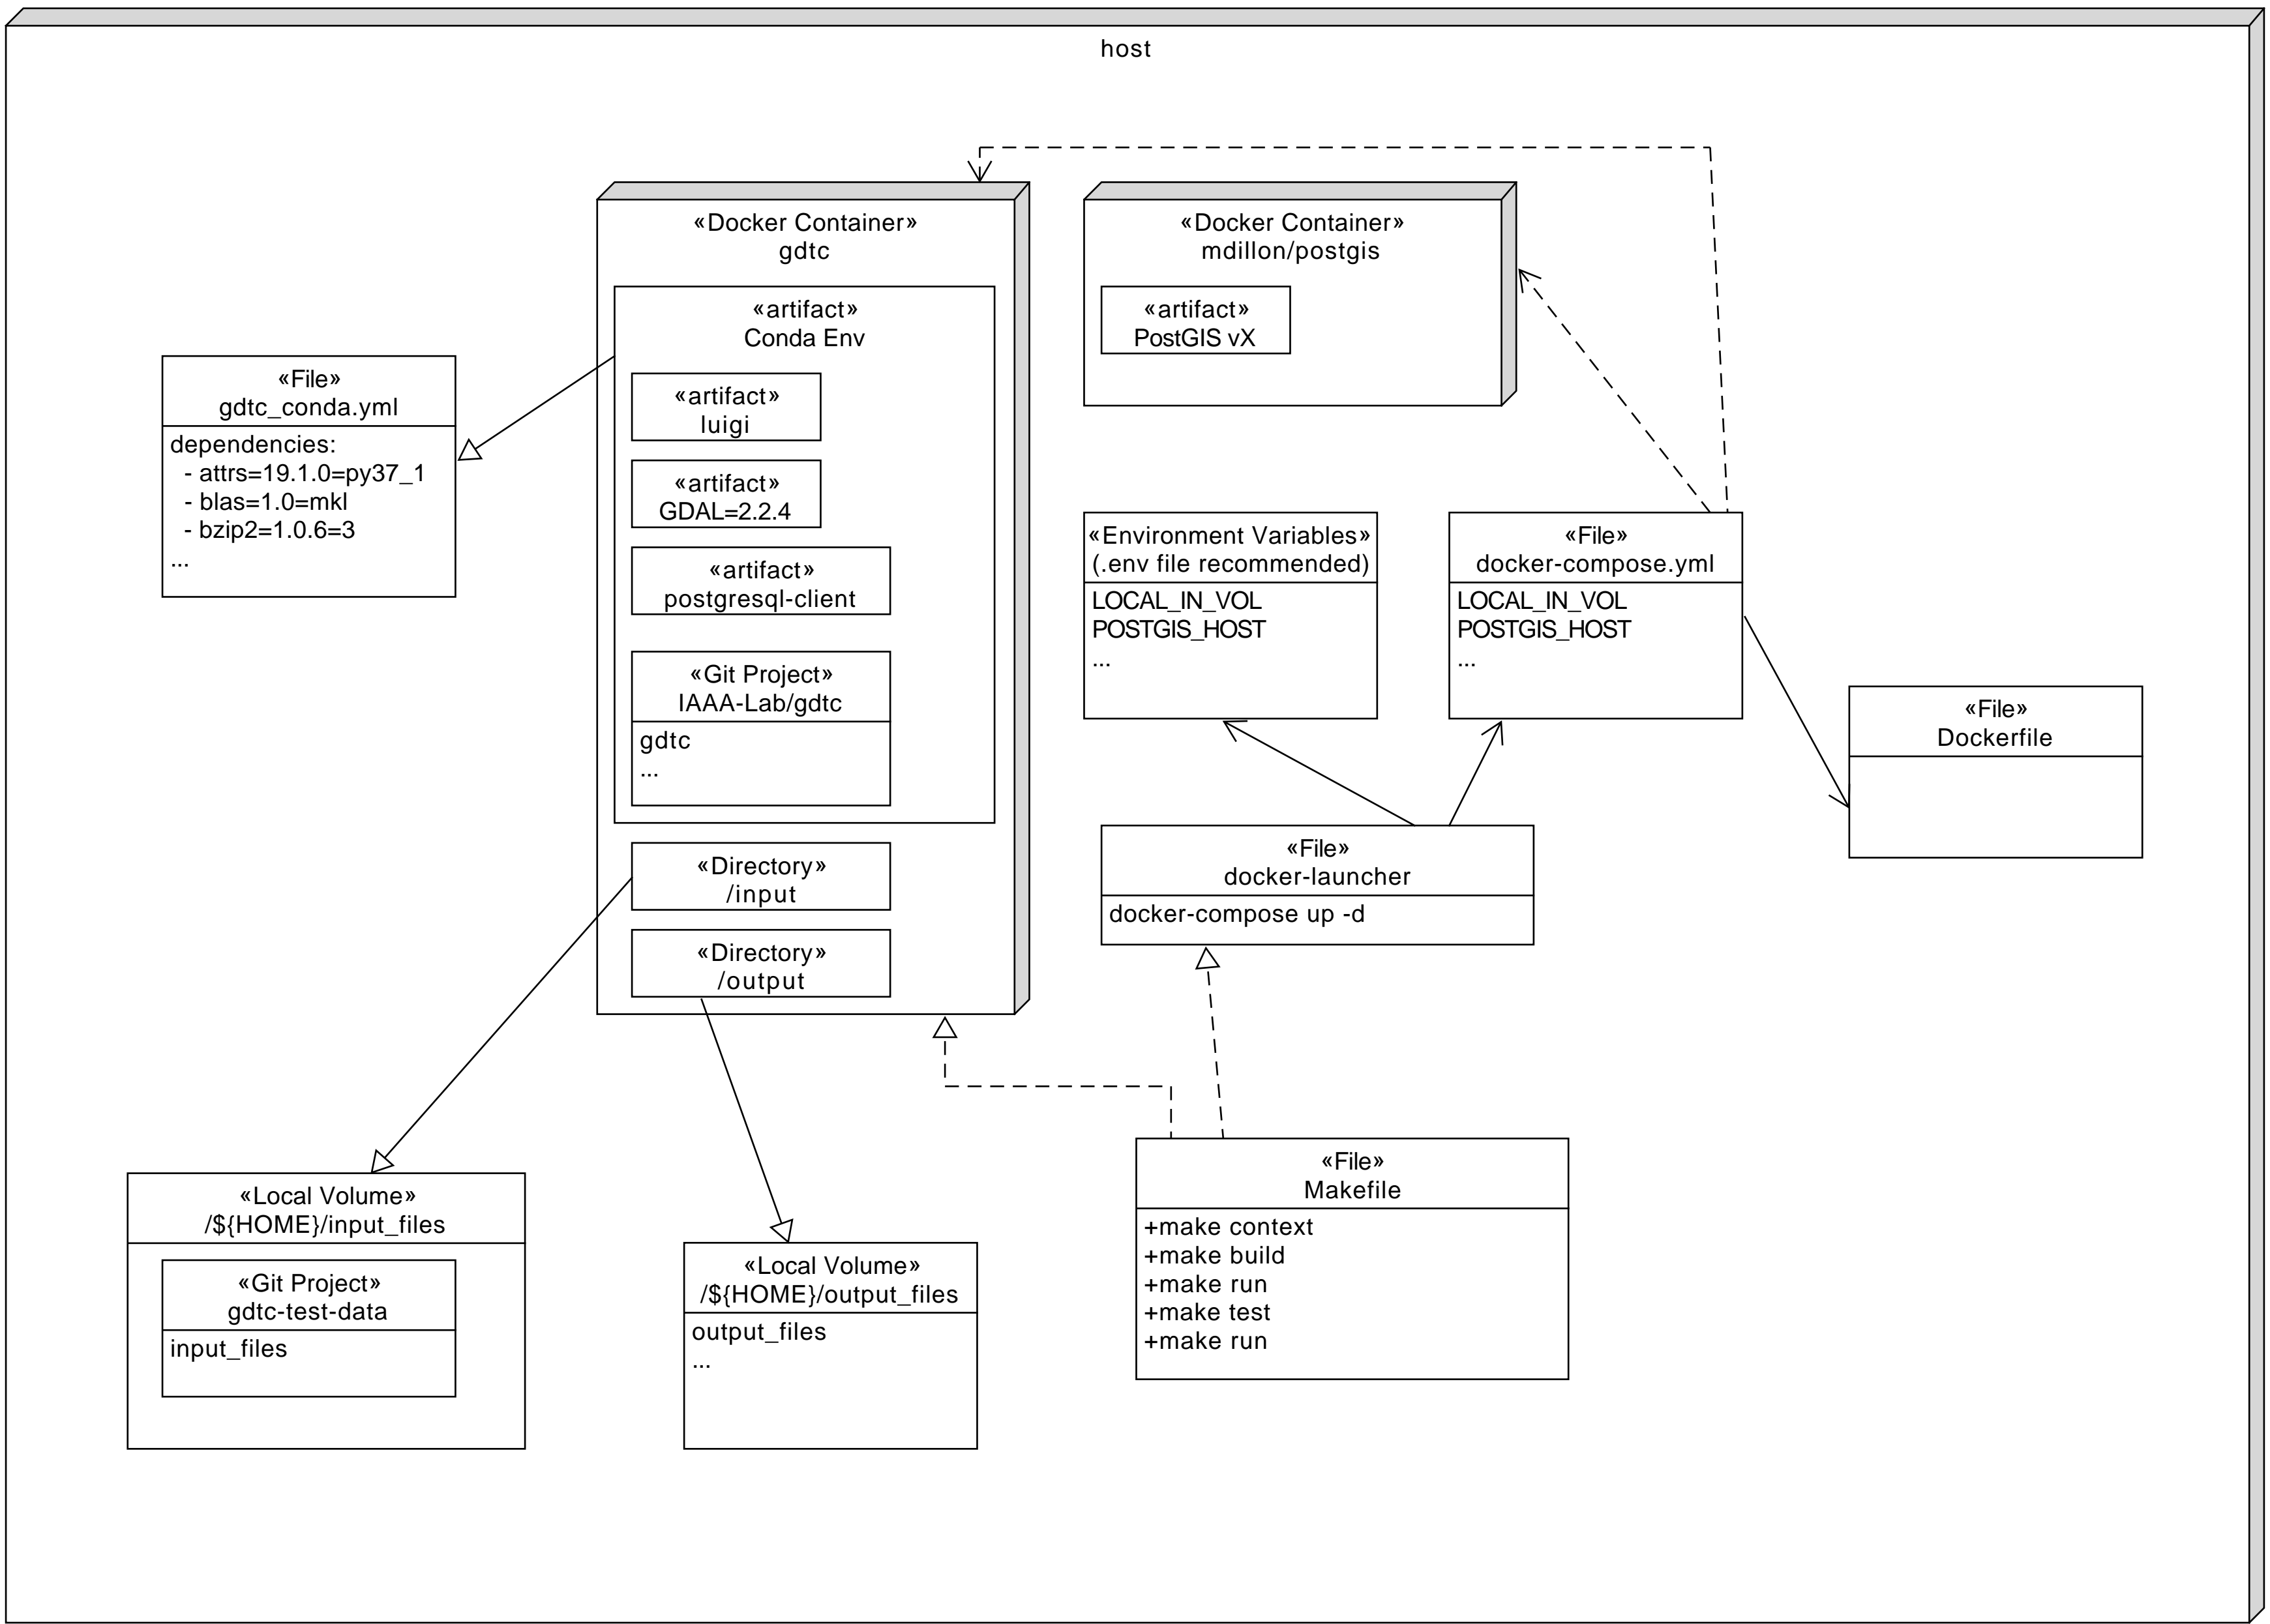 host
«Docker Container»
gdtc
«artifact»
Conda Env
«artifact»
luigi
«artifact»
GDAL=2.2.4
«artifact»
postgresql-client
«Git Project»
IAAA-Lab/gdtc
gdtc
...
«Directory»
/input
«Directory»
/output
«Docker Container»
mdillon/postgis
«artifact»
PostGIS vX
«File»
gdtc_conda.yml
dependencies:
- attrs=19.1.0=py37_1
- blas=1.0=mkl
- bzip2=1.0.6=3
...
«Environment Variables»
(.env file recommended)
LOCAL_IN_VOL
POSTGIS_HOST
...
«File»
docker-compose.yml
LOCAL_IN_VOL
POSTGIS_HOST
...
«File»
Dockerfile
«File»
docker-launcher
docker-compose up -d
«Local Volume»
/${HOME}/input_files
«Git Project»
gdtc-test-data
input_files
«Local Volume»
/${HOME}/output_files
output_files
...
«File»
Makefile
+make context
+make build
+make run
+make test
+make run